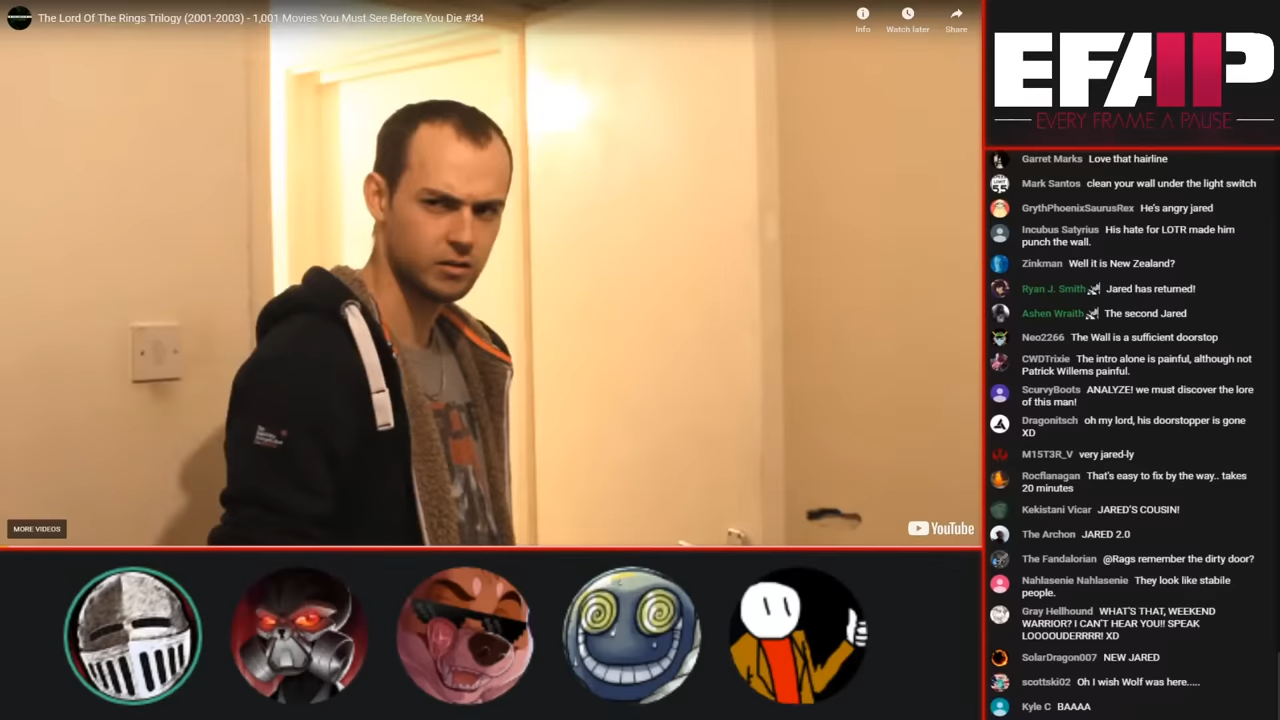 The Lord Of The Rings Trilogy (2001-2003) - 1,001 Movies You Must See Before You Die #34
Info
Watch later
Share
MORE VIDEOS
YouTube
EFAP
EVERY FRAME A PAUSE
Garret Marks Love that hairline
Mark Santos clean your wall under the light switch
GrythPhoenixSaurusRex He's angry jared
Incubus Satyrius His hate for LOTR made him
punch the wall.
Zinkman Well it is New Zealand?
Ryan J. Smith Jared has returned!
Ashen Wraith The second Jared
Neo2266 The Wall is a sufficient doorstop
CWDTrixie The intro alone is painful, although not
Patrick Willems painful.
ScurvyBoots ANALYZE! we must discover the lore
of this man!
Dragonitsch oh my lord, his doorstopper is gone
XD
M15T3R_V very jared-ly
Rocflanagan That's easy to fix by the way.. takes
20 minutes
Kekistani Vicar JARED'S COUSIN!
The Archon JARED 2.0
The Fandalorian @Rags remember the dirty door?
Nahlasenie Nahlasenie They look like stabile
people.
Gray Hellhound WHAT'S THAT, WEEKEND
WARRIOR? I CAN'T HEAR YOU!! SPEAK
LOOOOUDERRRR! XD
SolarDragon007 NEW JARED
scottski02 Oh I wish Wolf was here.....
Kyle C BAAAA